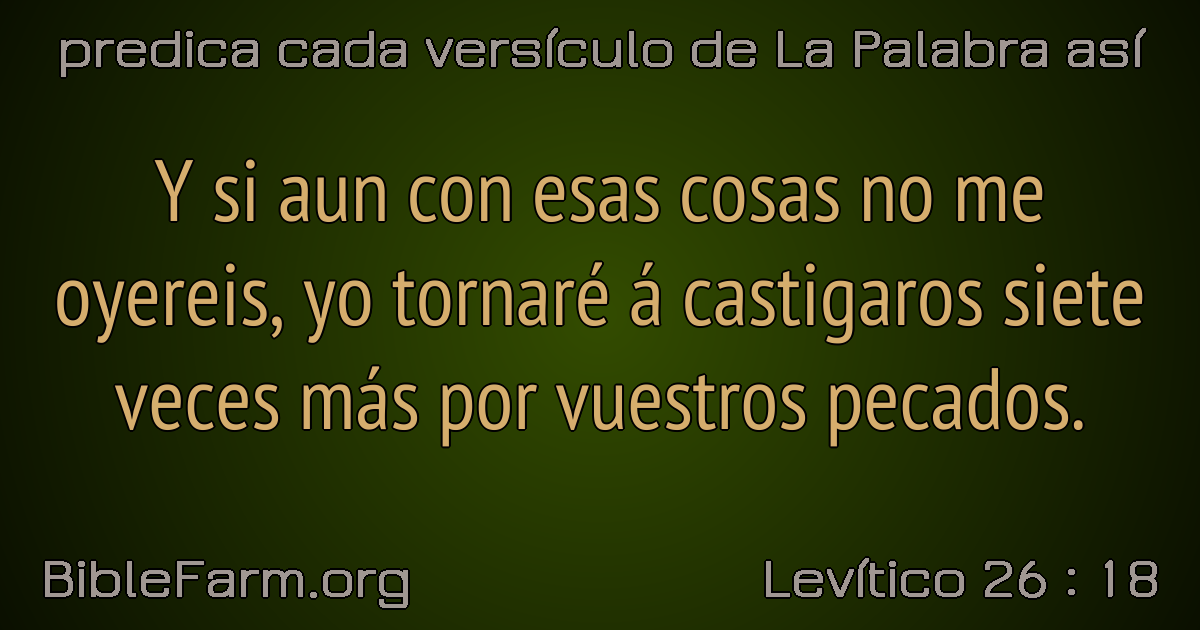 predica cada versículo de La Palabra así
Y si aun con esas cosas no me
oyereis, yo tornaré á castigaros siete
veces más por vuestros pecados.
BibleFarm.org
Levítico 26 : 18